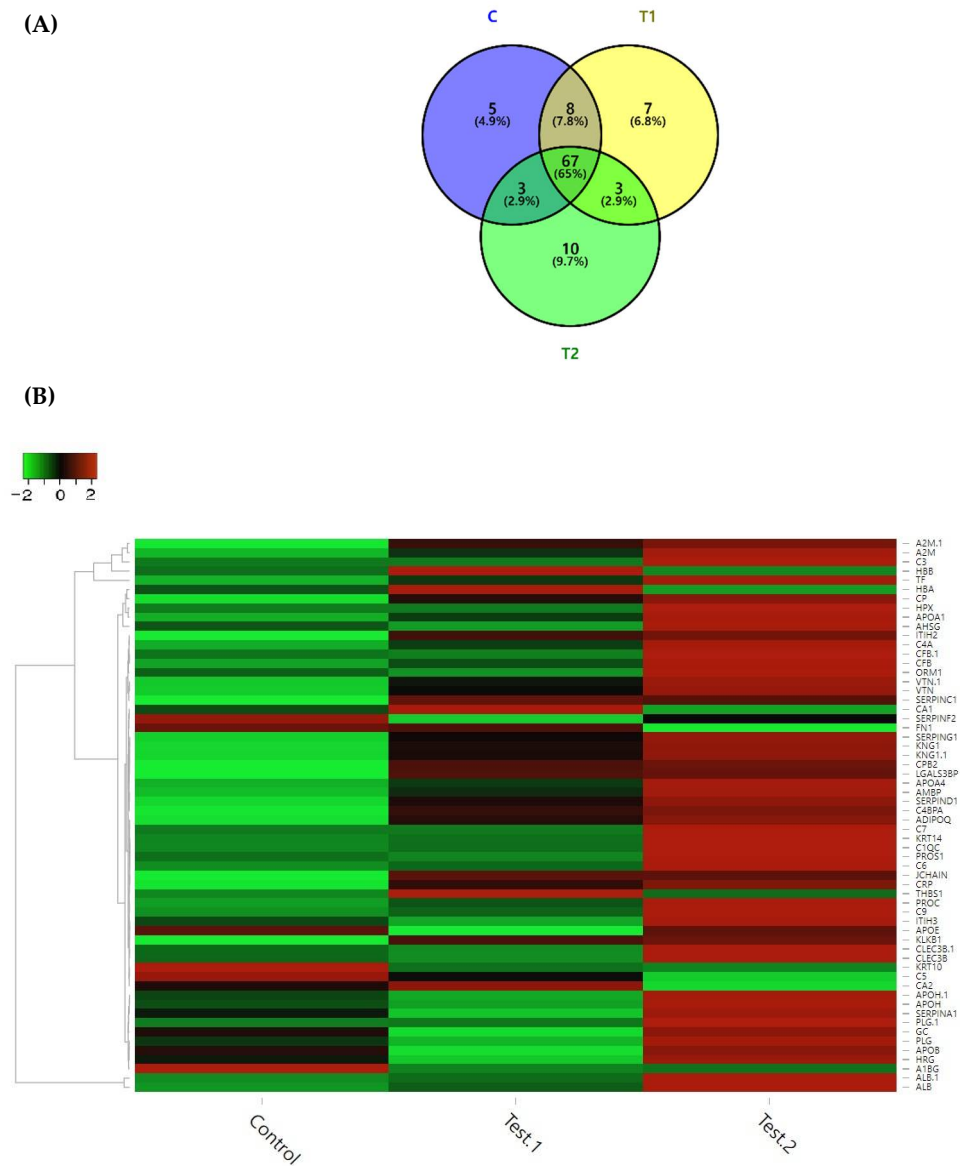 (A)
C
T1
5
(4.9%)
8
(7.8%)
7
(6.8%)
67
(65%)
3
(2.9%)
3
(2.9%)
10
(9.7%)
T2
(B)
-2 0 2
A2M.1
A2M
C3
HBB
TF
HBA
CP
HPX
APOA1
AHSG
ITIH2
C4A
CFB.1
CFB
ORM1
VTN.1
VTN
SERPINC1
CA1
SERPINF2
FN1
SERPING1
KNG1
KNG1.1
CPB2
LGALS3BP
APOA4
AMBP
SERPIND1
C4BPA
ADIPOQ
C7
KRT14
C1QC
PROS1
C6
JCHAIN
CRP
THBS1
PROC
C9
ITIH3
APOE
KLKB1
CLEC3B.1
CLEC3B
KRT10
C5
CA2
APOH.1
APOH
SERPINA1
PLG.1
GC
PLG
APOB
HRG
A1BG
ALB.1
ALB
Control
Test.1
Test.2